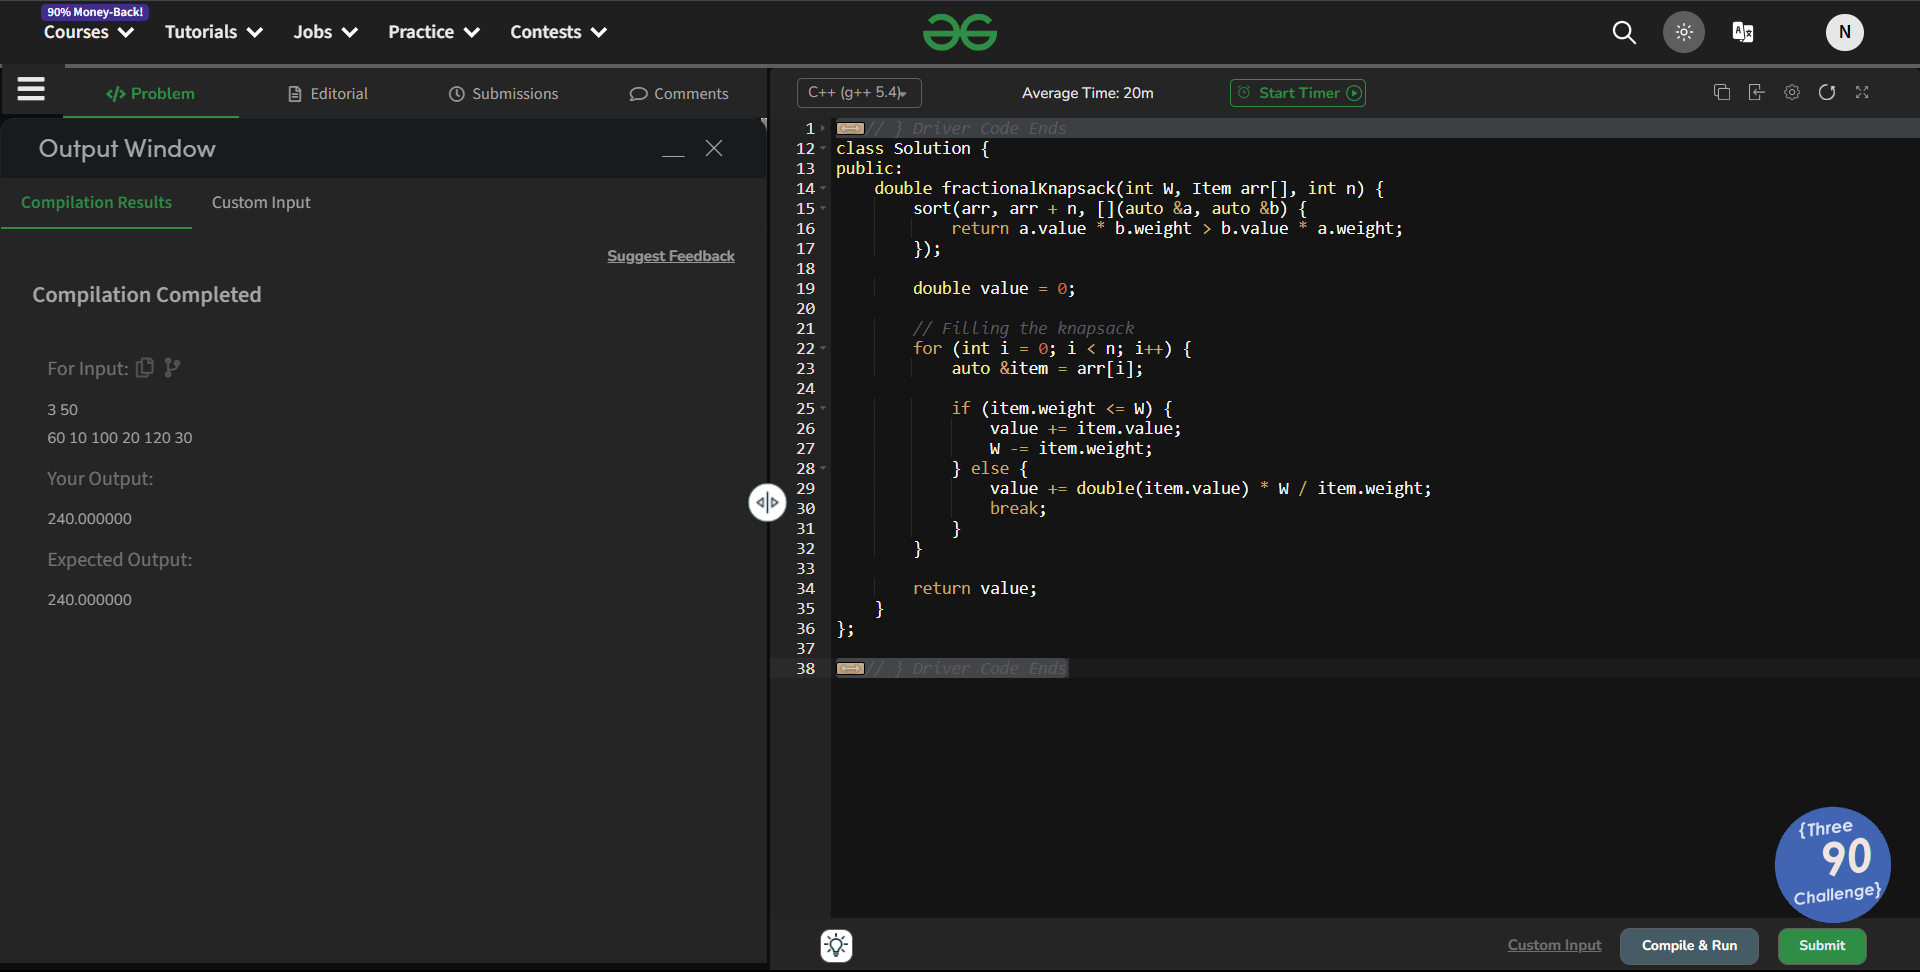 90% Money-Back!
Courses Tutorials Jobs Practice Contests
N
Problem Editorial Submissions Comments
C++ (g++ 5.4) Average Time: 20m Start Timer
Output Window
Compilation Results Custom Input
Suggest Feedback
Compilation Completed
For Input:
3 50
60 10 100 20 120 30
Your Output:
240.000000
Expected Output:
240.000000
1 // } Driver Code Ends
12 class Solution {
13 public:
14 double fractionalKnapsack(int W, Item arr[], int n) {
15 sort(arr, arr + n, [](auto &a, auto &b) {
16 return a.value * b.weight > b.value * a.weight;
17 });
18
19 double value = 0;
20
21 // Filling the knapsack
22 for (int i = 0; i < n; i++) {
23 auto &item = arr[i];
24
25 if (item.weight <= W) {
26 value += item.value;
27 W -= item.weight;
28 } else {
29 value += double(item.value) * W / item.weight;
30 break;
31 }
32 }
33
34 return value;
35 }
36 };
37
38 // } Driver Code Ends
{Three
90
Challenge}
Custom Input Compile & Run Submit